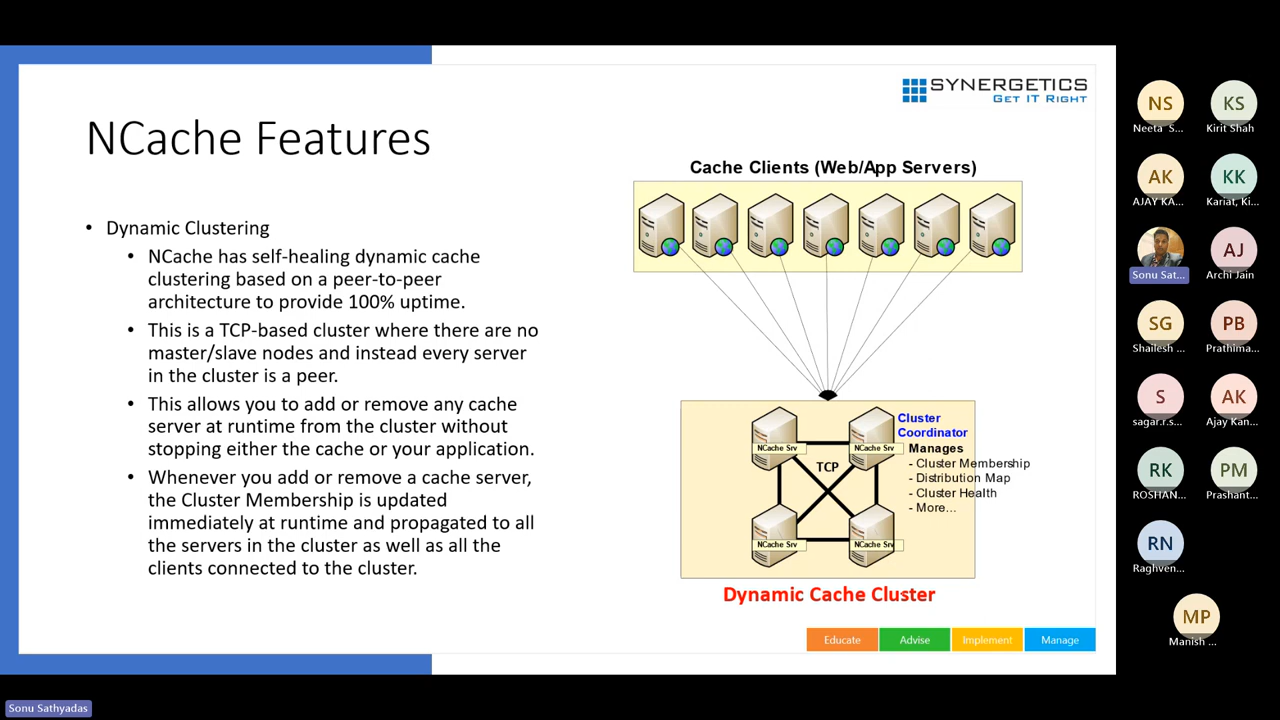 SYNERGETICS
GET IT RIGHT
NCache Features
• Dynamic Clustering
• NCache has self-healing dynamic cache
clustering based on a peer-to-peer
architecture to provide 100% uptime.
• This is a TCP-based cluster where there are no
master/slave nodes and instead every server
in the cluster is a peer.
• This allows you to add or remove any cache
server at runtime from the cluster without
stopping either the cache or your application.
• Whenever you add or remove a cache server,
the Cluster Membership is updated
immediately at runtime and propagated to all
the servers in the cluster as well as all the
clients connected to the cluster.
Cache Clients (Web/App Servers)
Cluster
Coordinator
Manages
- Cluster Membership
- Distribution Map
- Cluster Health
- More...
NCache Srv
NCache Srv
TCP
NCache Srv
NCache Srv
Dynamic Cache Cluster
Educate
Advise
Implement
Manage
NS
Neeta S...
KS
Kirit Shah
AK
AJAY KA...
KK
Kariat, Ki...
Sonu Sat...
AJ
Archi Jain
SG
Shailesh ...
PB
Prathima...
S
sagar.r.s...
AK
Ajay Kan...
RK
ROSHAN...
PM
Prashant...
RN
Raghven...
MP
Manish ...
Sonu Sathyadas